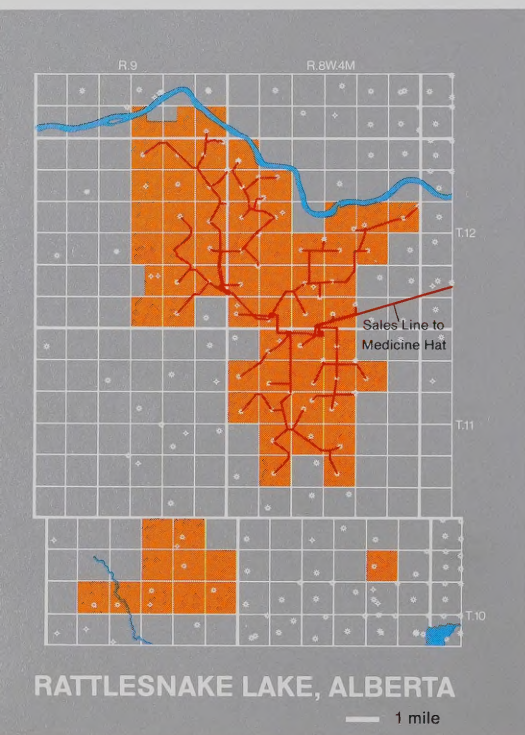 R.9
R.8W.4M
T.12
Sales Line to
Medicine Hat
T.11
T.10
RATTLESNAKE LAKE, ALBERTA
1 mile